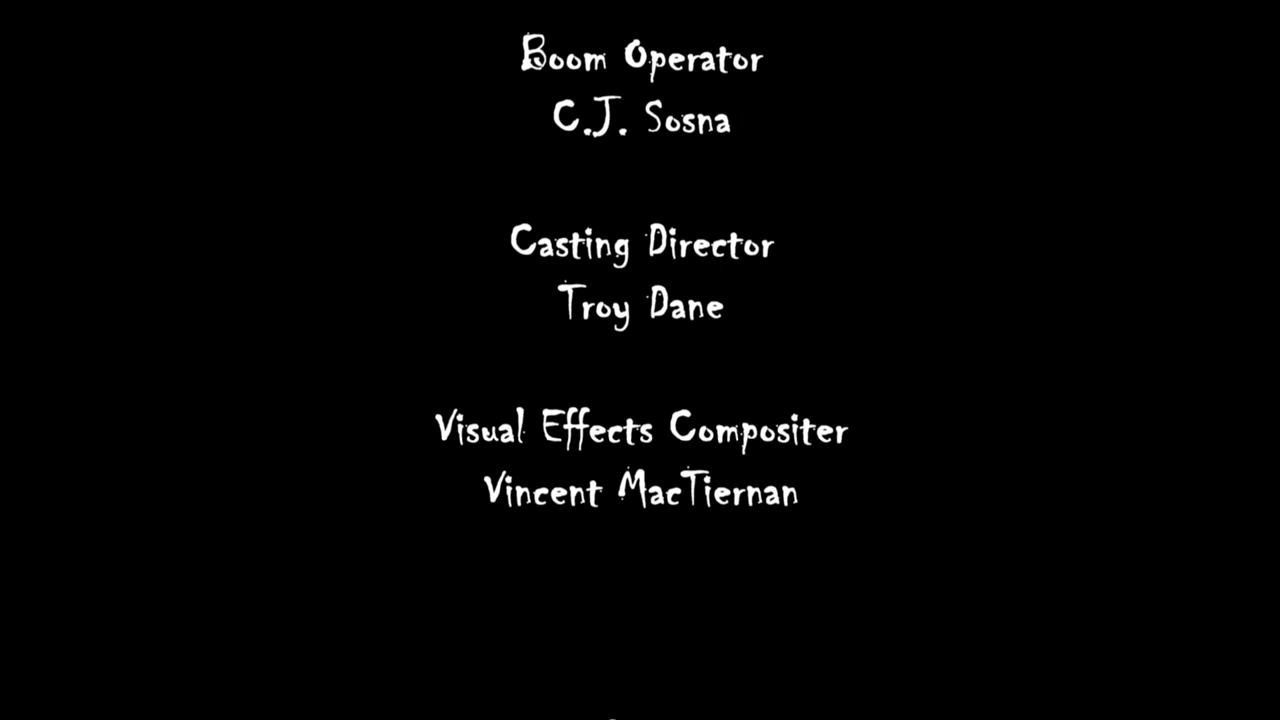 Boom Operator
C.J. Sosna
Casting Director
Troy Dane
Visual Effects Compositer
Vincent MacTiernan